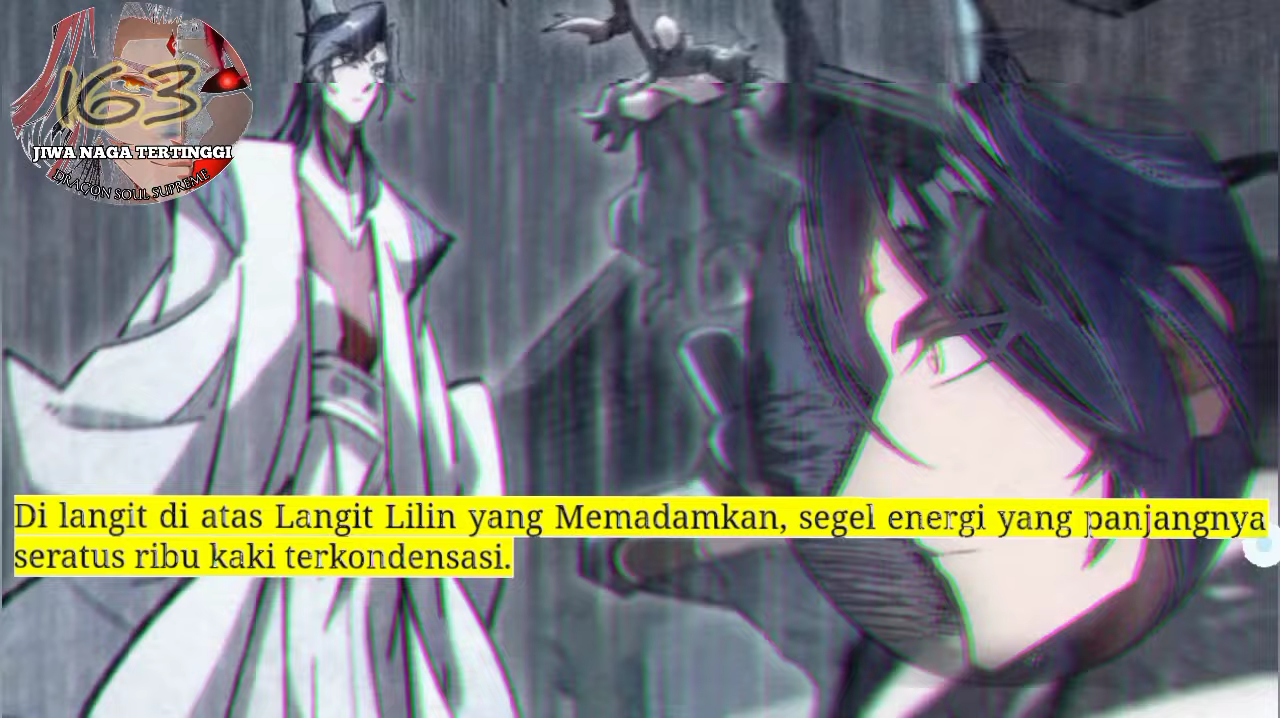 163
JIWA NAGA TERTINGGI
DRAGON SOUL SUPREME
Di langit di atas Langit Lilin yang Memadamkan, segel energi yang panjangnya
seratus ribu kaki terkondensasi.